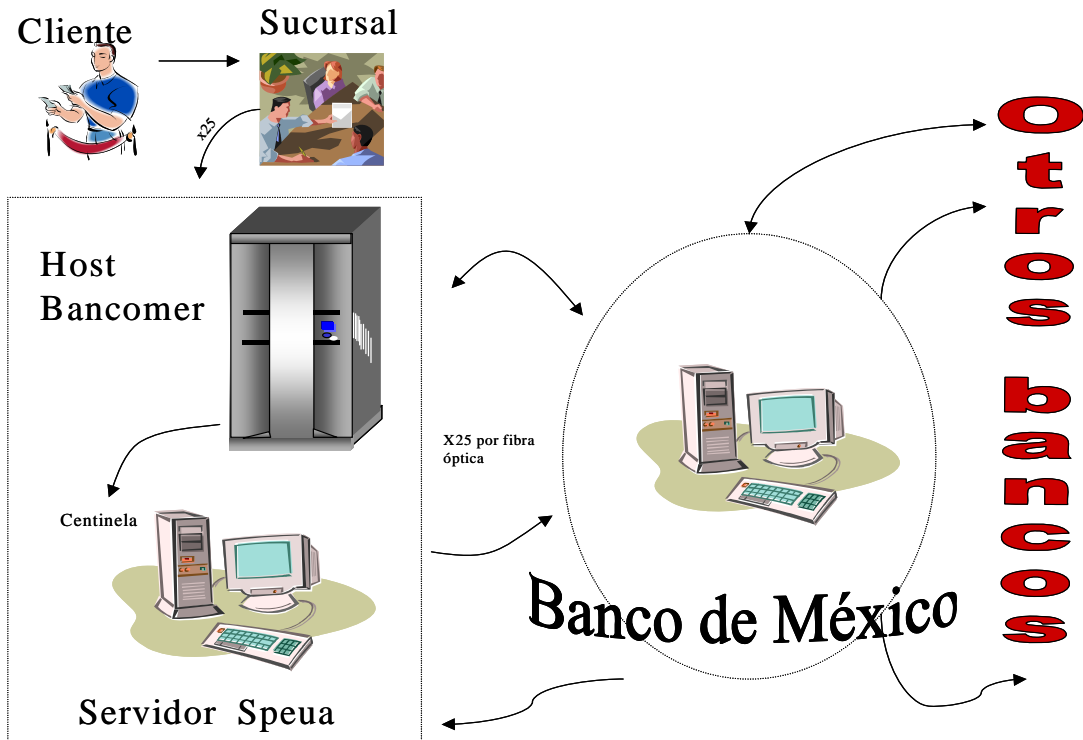 Cliente
Sucursal
x25
Host
Bancomer
X25 por fibra
óptica
Centinela
Servidor Speua
Banco de México
Otros bancos